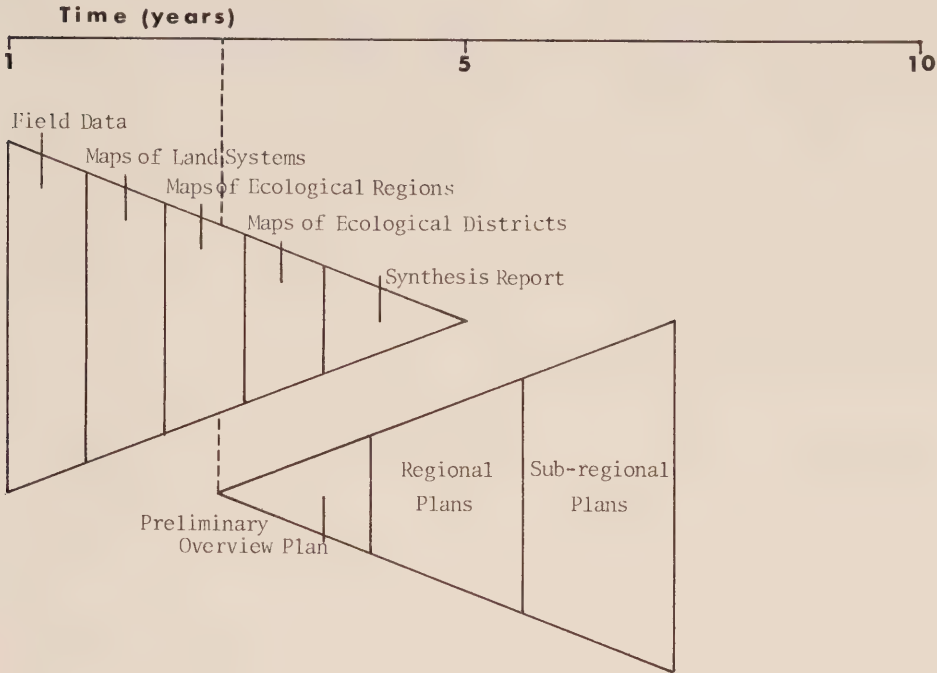 Time (years)
1 5 10
Field Data
Maps of Land Systems
Maps of Ecological Regions
Maps of Ecological Districts
Synthesis Report
Regional
Plans
Sub-regional
Plans
Preliminary
Overview Plan